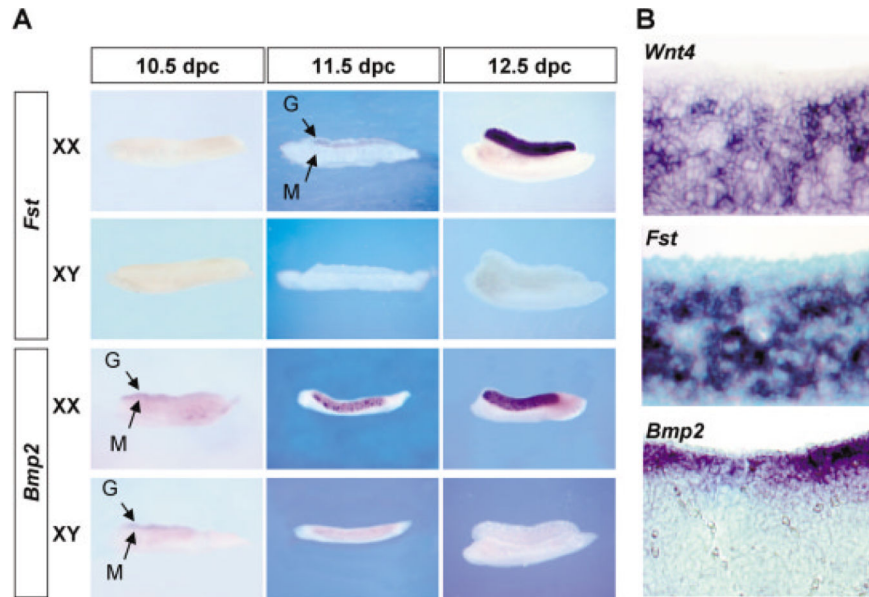 A
B
10.5 dpc
11.5 dpc
12.5 dpc
Fst
XX
G
M
XY
Bmp2
XX
G
M
XY
G
M
Wnt4
Fst
Bmp2